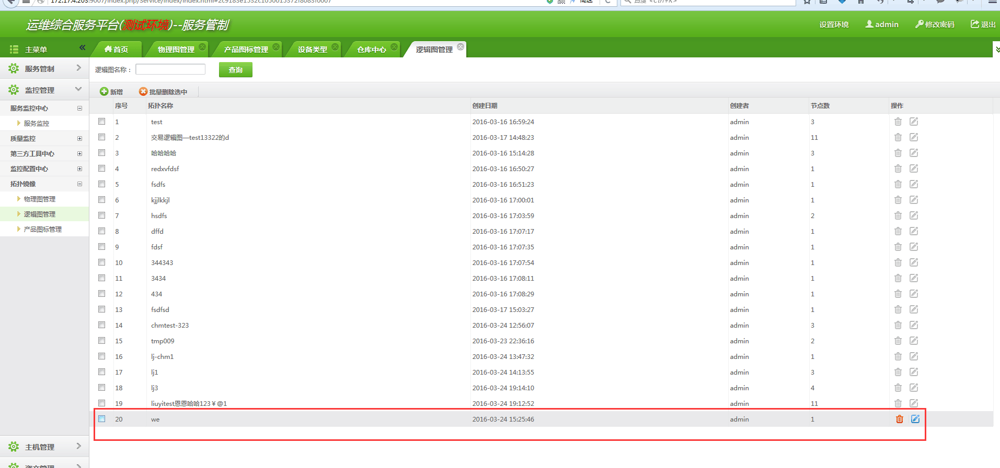 172.17.4.203:9007/index.php/Service/Index/index.html#2c9183e1532c1050015372f8083f0007
高速
百度 <Ctrl+K>
运维综合服务平台(测试环境)--服务管制
设置环境 admin 修改密码 退出
主菜单 首页 物理图管理 产品图标管理 设备类型 仓库中心 逻辑图管理
服务管制
监控管理
服务监控中心
服务监控
质量监控
第三方工具中心
监控配置中心
拓扑镜像
物理图管理
逻辑图管理
产品图标管理
主机管理
逻辑图名称： 查询
新增 批量删除选中
序号 拓扑名称 创建日期 创建者 节点数 操作
1 test 2016-03-16 16:59:24 admin 3
2 交易逻辑图—test13322的d 2016-03-17 14:48:23 admin 11
3 哈哈哈哈 2016-03-16 15:14:28 admin 3
4 redxvfdsf 2016-03-16 16:50:27 admin 1
5 fsdfs 2016-03-16 16:51:23 admin 1
6 kjjlkkjl 2016-03-16 17:00:01 admin 1
7 hsdfs 2016-03-16 17:03:59 admin 2
8 dffd 2016-03-16 17:07:17 admin 1
9 fdsf 2016-03-16 17:07:35 admin 1
10 344343 2016-03-16 17:07:54 admin 1
11 3434 2016-03-16 17:08:11 admin 1
12 434 2016-03-16 17:08:29 admin 1
13 fsdfsd 2016-03-17 15:03:27 admin 1
14 chmtest-323 2016-03-24 12:56:07 admin 3
15 tmp009 2016-03-23 22:36:16 admin 2
16 lj-chm1 2016-03-24 13:47:32 admin 1
17 lj1 2016-03-24 14:13:55 admin 3
18 lj3 2016-03-24 19:14:10 admin 4
19 liuyitest恩恩哈哈123￥@1 2016-03-24 19:12:52 admin 11
20 we 2016-03-24 15:25:46 admin 1